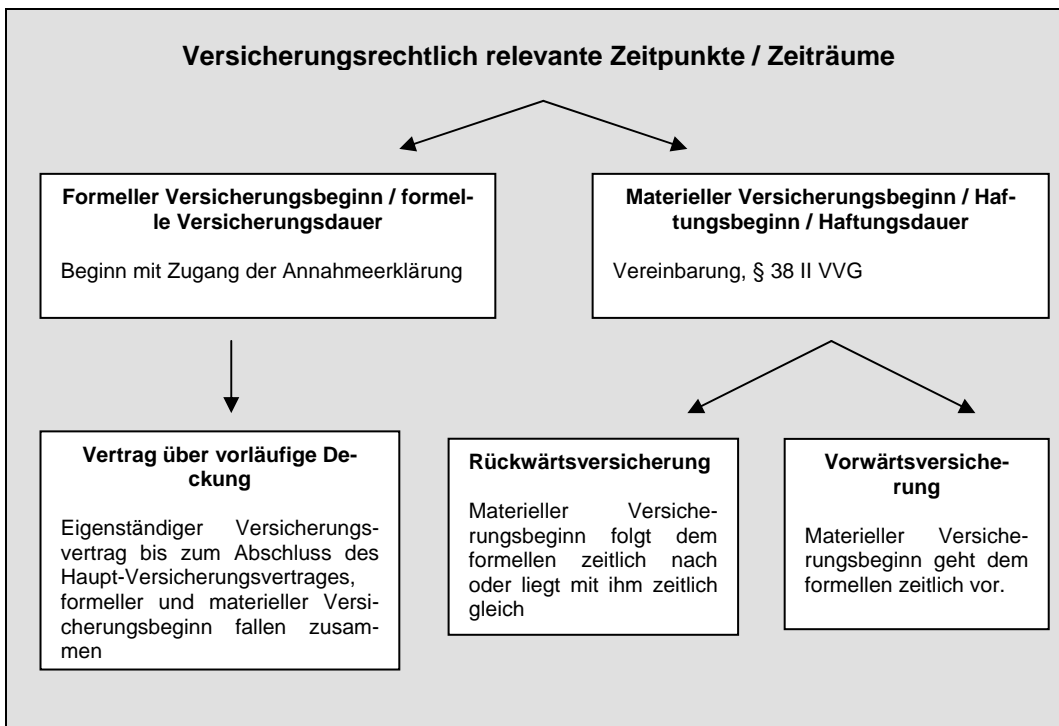 Versicherungsrechtlich relevante Zeitpunkte / Zeiträume
Formeller Versicherungsbeginn / formel-
le Versicherungsdauer
Beginn mit Zugang der Annahmeerklärung
Materieller Versicherungsbeginn / Haf-
tungsbeginn / Haftungsdauer
Vereinbarung, § 38 II VVG
Vertrag über vorläufige De-
ckung
Eigenständiger Versicherungs-
vertrag bis zum Abschluss des
Haupt-Versicherungsvertrages,
formeller und materieller Versi-
cherungsbeginn fallen zusam-
men
Rückwärtsversicherung
Materieller Versiche-
rungsbeginn folgt dem
formellen zeitlich nach
oder liegt mit ihm zeitlich
gleich
Vorwärtsversiche-
rung
Materieller Versiche-
rungsbeginn geht dem
formellen zeitlich vor.